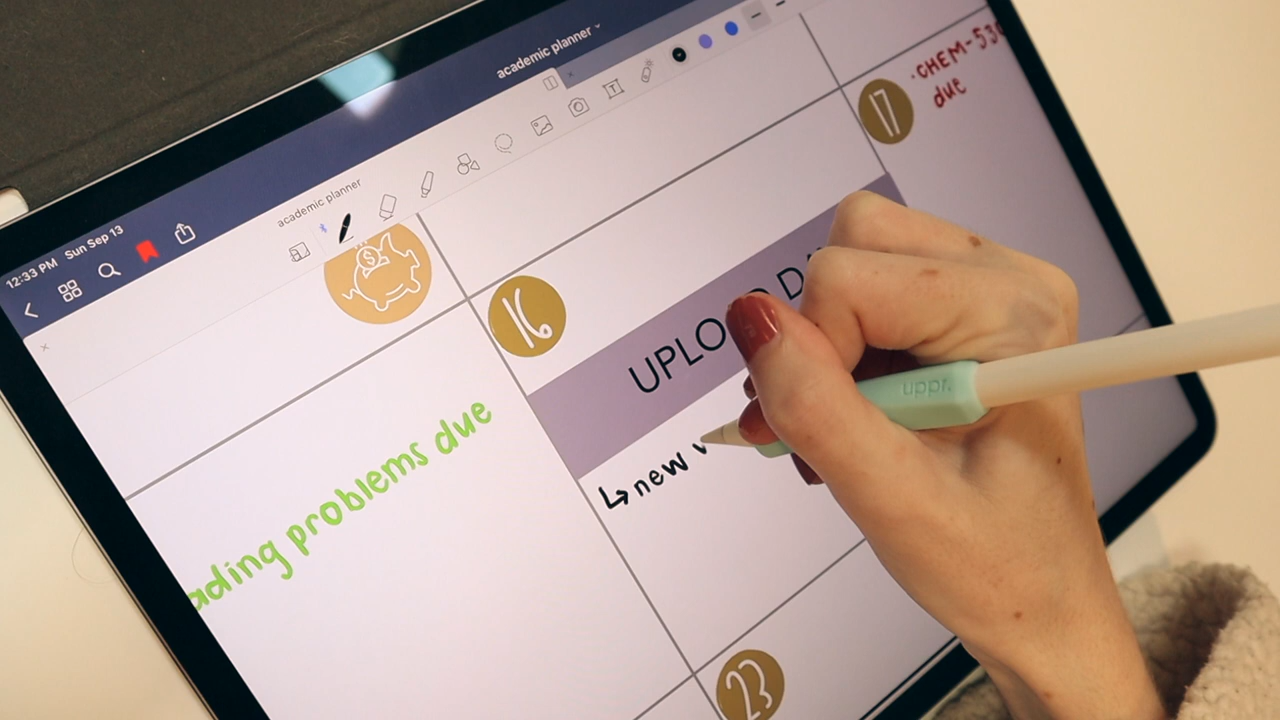 academic planner
12:33 PM Sun Sep 13
academic planner
T
$
17
CHEM-530
due
16
UPLO
new
problems due
23
uppr.